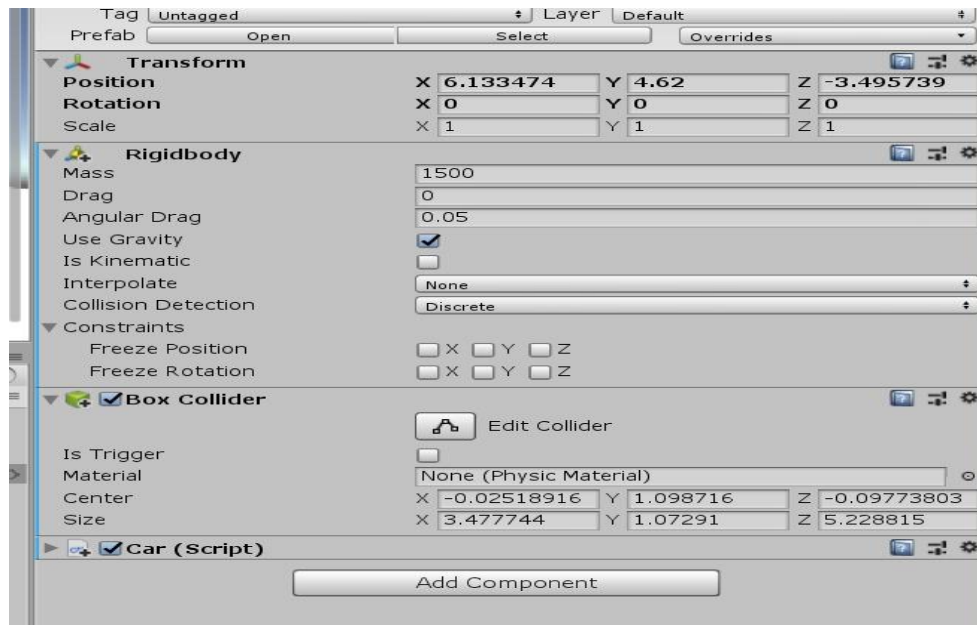 Tag Untagged Layer Default
Prefab Open Select Overrides
Transform
Position X 6.133474 Y 4.62 Z -3.495739
Rotation X 0 Y 0 Z 0
Scale X 1 Y 1 Z 1
Rigidbody
Mass 1500
Drag 0
Angular Drag 0.05
Use Gravity
Is Kinematic
Interpolate None
Collision Detection Discrete
Constraints
Freeze Position X Y Z
Freeze Rotation X Y Z
Box Collider
Edit Collider
Is Trigger
Material None (Physic Material)
Center X -0.02518916 Y 1.098716 Z -0.09773803
Size X 3.477744 Y 1.07291 Z 5.228815
Car (Script)
Add Component